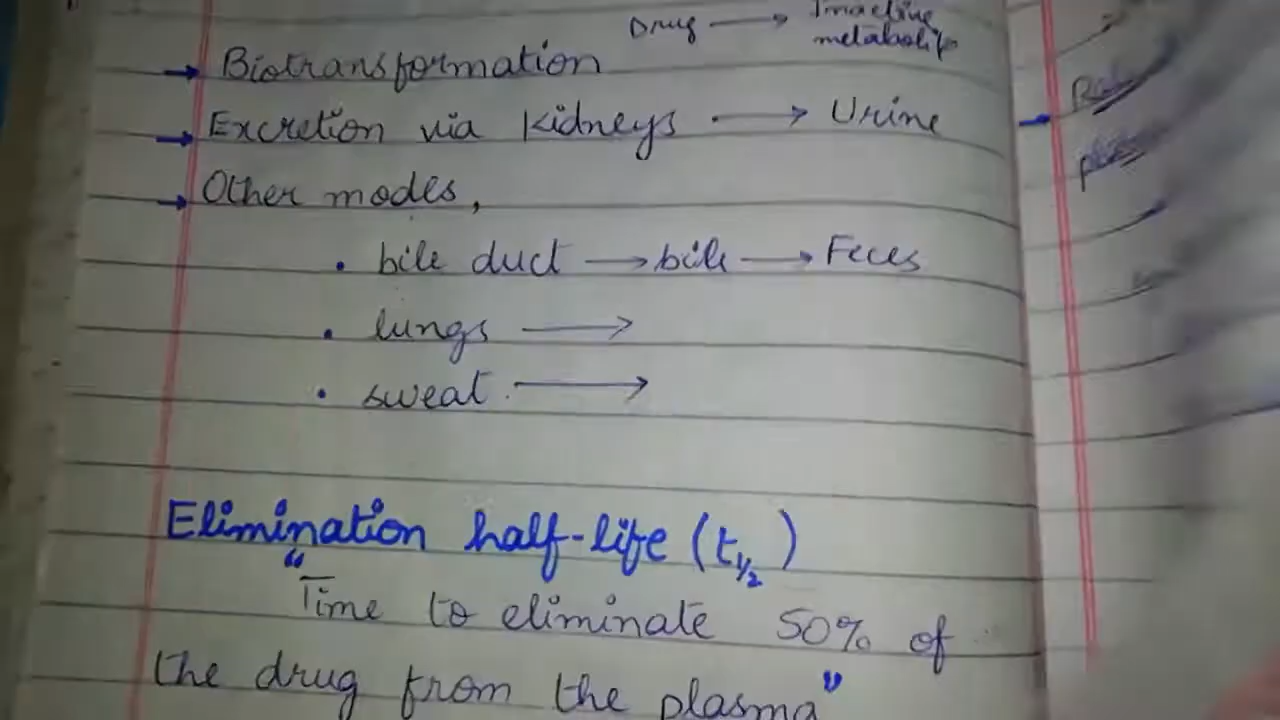 Drug → Inactive
metabolite
→ Biotransformation
→ Excretion via kidneys → Urine
→ Other modes,
• bile duct → bile → Feces
• lungs →
• sweat →
Elimination half-life (t1/2)
"Time to eliminate 50% of
the drug from the plasma"